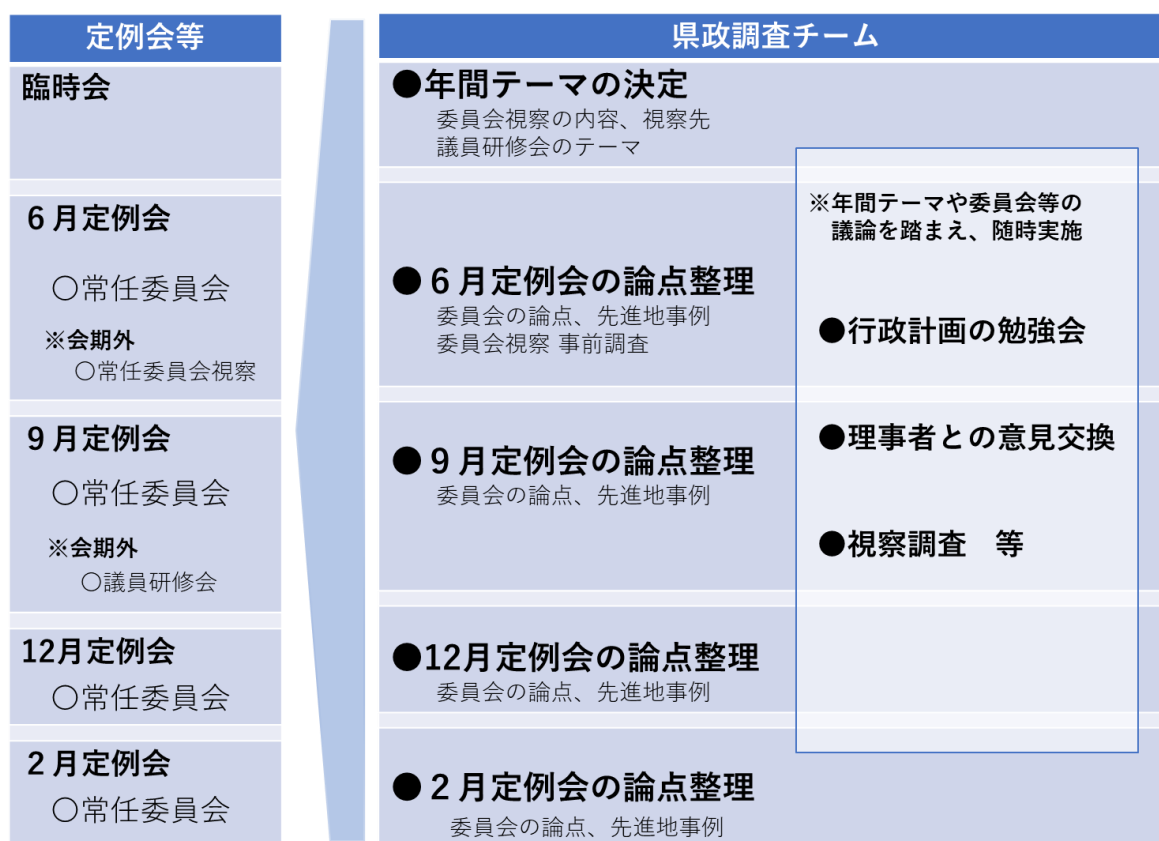 定例会等
臨時会
6月定例会
〇常任委員会
※会期外
〇常任委員会視察
9月定例会
〇常任委員会
※会期外
〇議員研修会
12月定例会
〇常任委員会
2月定例会
〇常任委員会
県政調査チーム
●年間テーマの決定
委員会視察の内容、視察先
議員研修会のテーマ
●6月定例会の論点整理
委員会の論点、先進地事例
委員会視察 事前調査
●9月定例会の論点整理
委員会の論点、先進地事例
●12月定例会の論点整理
委員会の論点、先進地事例
●2月定例会の論点整理
委員会の論点、先進地事例
※年間テーマや委員会等の
議論を踏まえ、随時実施
●行政計画の勉強会
●理事者との意見交換
●視察調査　等